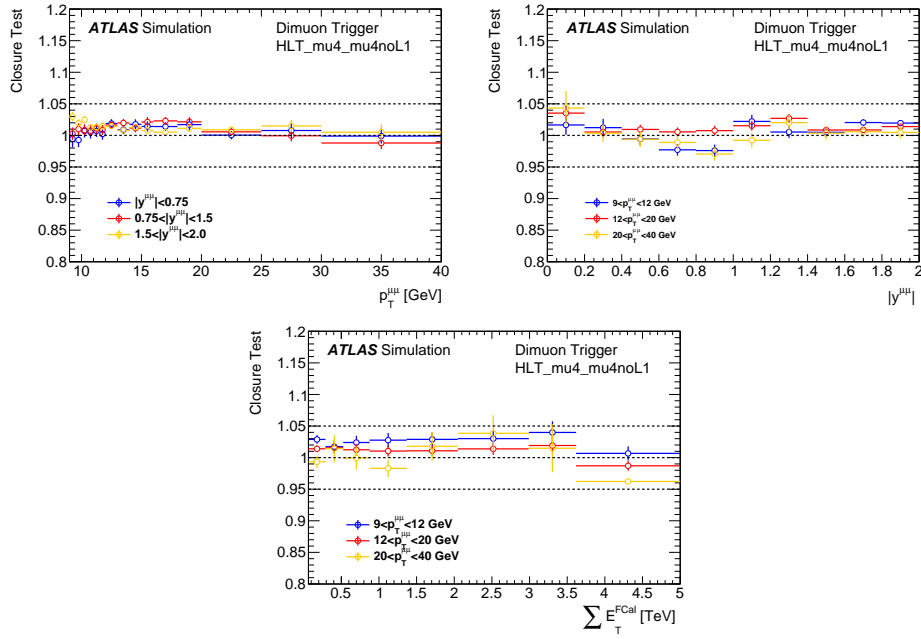 Closure Test
1.2
1.15
1.1
1.05
1
0.95
0.9
0.85
0.8
ATLAS Simulation
Dimuon Trigger
HLT_mu4_mu4noL1
|y^μμ|<0.75
0.75<|y^μμ|<1.5
1.5<|y^μμ|<2.0
10 15 20 25 30 35 40
p_T^μμ [GeV]
Closure Test
1.2
1.15
1.1
1.05
1
0.95
0.9
0.85
0.8
ATLAS Simulation
Dimuon Trigger
HLT_mu4_mu4noL1
9<p_T^μμ<12 GeV
12<p_T^μμ<20 GeV
20<p_T^μμ<40 GeV
0 0.2 0.4 0.6 0.8 1 1.2 1.4 1.6 1.8 2
|y^μμ|
Closure Test
1.2
1.15
1.1
1.05
1
0.95
0.9
0.85
0.8
ATLAS Simulation
Dimuon Trigger
HLT_mu4_mu4noL1
9<p_T^μμ<12 GeV
12<p_T^μμ<20 GeV
20<p_T^μμ<40 GeV
0.5 1 1.5 2 2.5 3 3.5 4 4.5 5
∑ E_T^FCal [TeV]